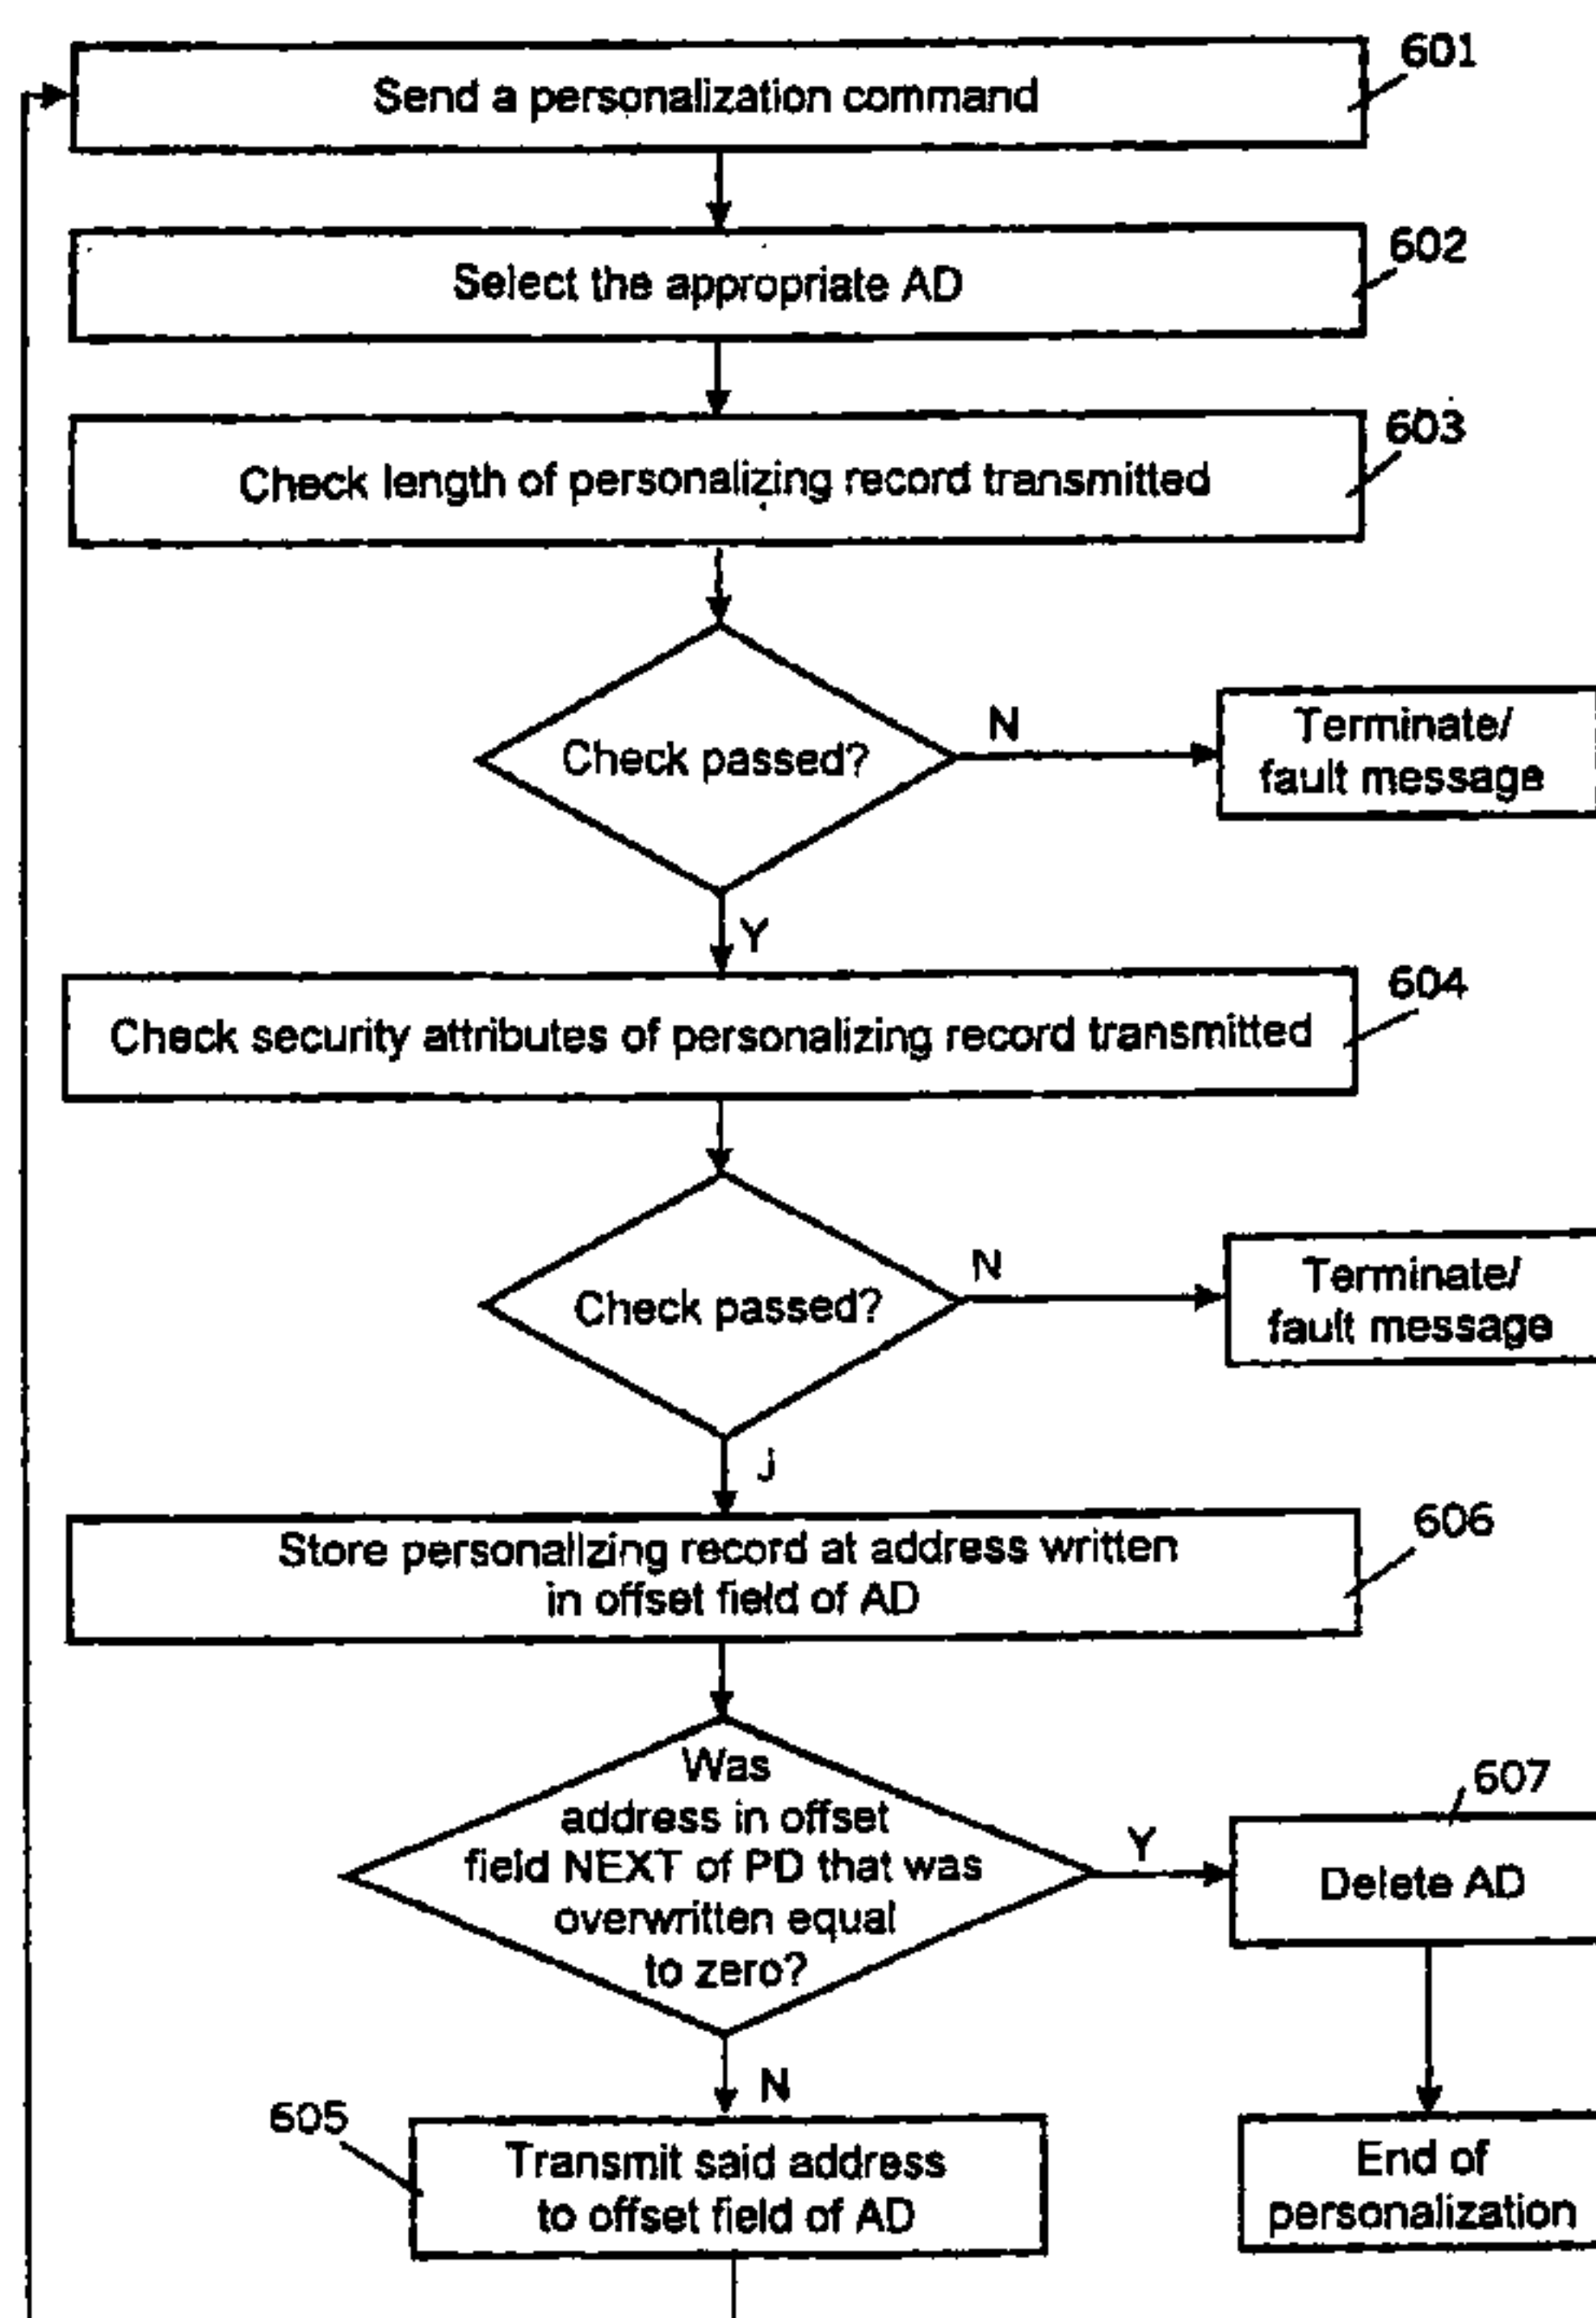 601
Send a personalization command
602
Select the appropriate AD
603
Check length of personalizing record transmitted
Check passed?
N
Terminate/
fault message
Y
604
Check security attributes of personalizing record transmitted
Check passed?
N
Terminate/
fault message
J
606
Store personalizing record at address written
in offset field of AD
Was
address in offset
field NEXT of PD that was
overwritten equal
to zero?
Y
607
Delete AD
N
605
Transmit said address
to offset field of AD
End of
personalization